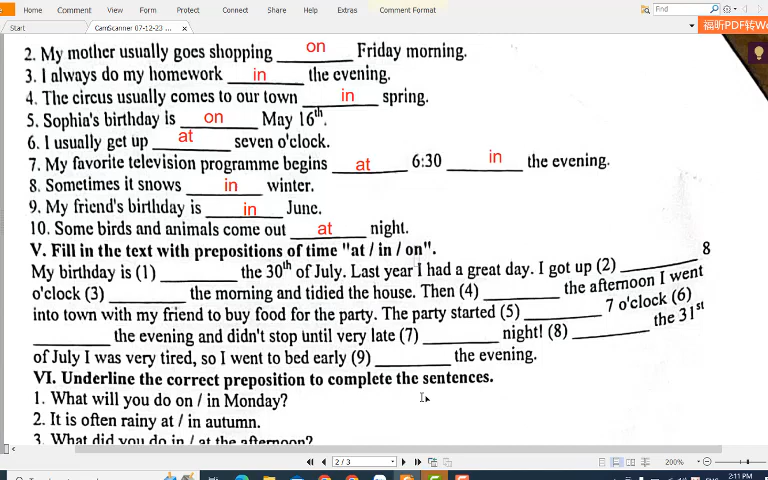 Home Comment View Form Protect Connect Share Help Extras Comment Format Find
Start CamScanner 07-12-23 ... 福昕PDF转Wo
2. My mother usually goes shopping on Friday morning.
3. I always do my homework in the evening.
4. The circus usually comes to our town in spring.
5. Sophia's birthday is on May 16th.
6. I usually get up at seven o'clock.
7. My favorite television programme begins at 6:30 in the evening.
8. Sometimes it snows in winter.
9. My friend's birthday is in June.
10. Some birds and animals come out at night.
V. Fill in the text with prepositions of time "at / in / on".
My birthday is (1) ________ the 30th of July. Last year I had a great day. I got up (2) ________ 8
o'clock (3) ________ the morning and tidied the house. Then (4) ________ the afternoon I went
into town with my friend to buy food for the party. The party started (5) ________ 7 o'clock (6)
________ the evening and didn't stop until very late (7) ________ night! (8) ________ the 31st
of July I was very tired, so I went to bed early (9) ________ the evening.
VI. Underline the correct preposition to complete the sentences.
1. What will you do on / in Monday?
2. It is often rainy at / in autumn.
3. What did you do in / at the afternoon?
2 / 3 200%
2:11 PM